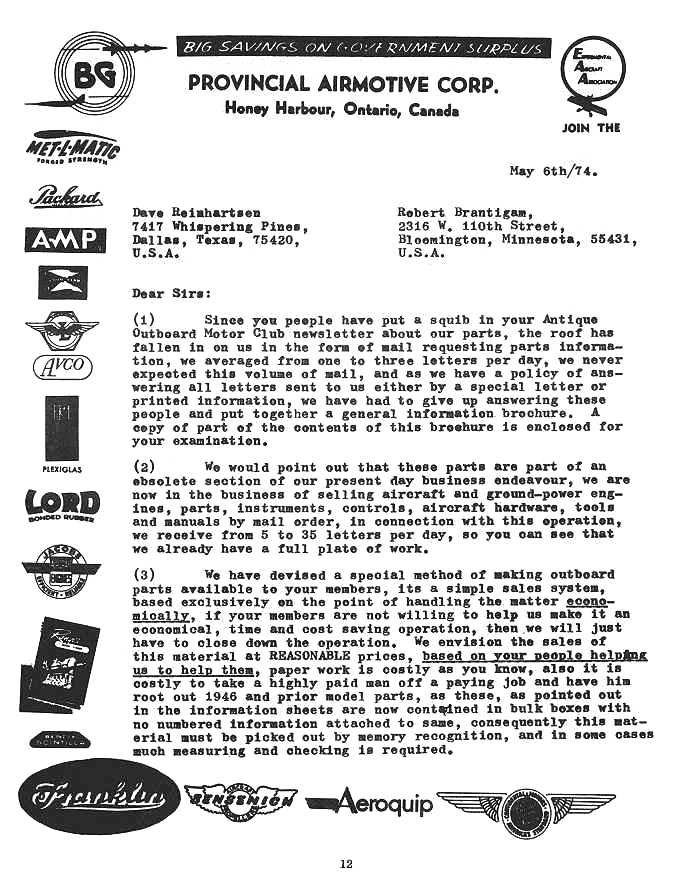 BIG SAVINGS ON GOVERNMENT SURPLUS
BG
PROVINCIAL AIRMOTIVE CORP.
Honey Harbour, Ontario, Canada
EXPERIMENTAL
AIRCRAFT
ASSOCIATION
JOIN THE
MET-L-MATIC
FORGED STRENGTH
Packard
AMP
AVCO
PLEXIGLAS
LORD
BONDED RUBBER
JACOBS
EFFICIENT - RELIABLE
SCINTILLA
May 6th/74.
Dave Reinhartsen
7417 Whispering Pines,
Dallas, Texas, 75420,
U.S.A.
Robert Brantigam,
2316 W. 110th Street,
Bloomington, Minnesota, 55431,
U.S.A.
Dear Sirs:
(1) Since you people have put a squib in your Antique
Outboard Motor Club newsletter about our parts, the roof has
fallen in on us in the form of mail requesting parts informa-
tion, we averaged from one to three letters per day, we never
expected this volume of mail, and as we have a policy of ans-
wering all letters sent to us either by a special letter or
printed information, we have had to give up answering these
people and put together a general information brochure. A
copy of part of the contents of this brochure is enclosed for
your examination.
(2) We would point out that these parts are part of an
obsolete section of our present day business endeavour, we are
now in the business of selling aircraft and ground-power eng-
ines, parts, instruments, controls, aircraft hardware, tools
and manuals by mail order, in connection with this operation,
we receive from 5 to 35 letters per day, so you can see that
we already have a full plate of work.
(3) We have devised a special method of making outboard
parts available to your members, its a simple sales system,
based exclusively on the point of handling the matter econo-
mically, if your members are not willing to help us make it an
economical, time and cost saving operation, then we will just
have to close down the operation. We envision the sales of
this material at REASONABLE prices, based on your people helping
us to help them, paper work is costly as you know, also it is
costly to take a highly paid man off a paying job and have him
root out 1946 and prior model parts, as these, as pointed out
in the information sheets are now contained in bulk boxes with
no numbered information attached to same, consequently this mat-
erial must be picked out by memory recognition, and in some cases
much measuring and checking is required.
Franklin
SENSENICH
Aeroquip
12